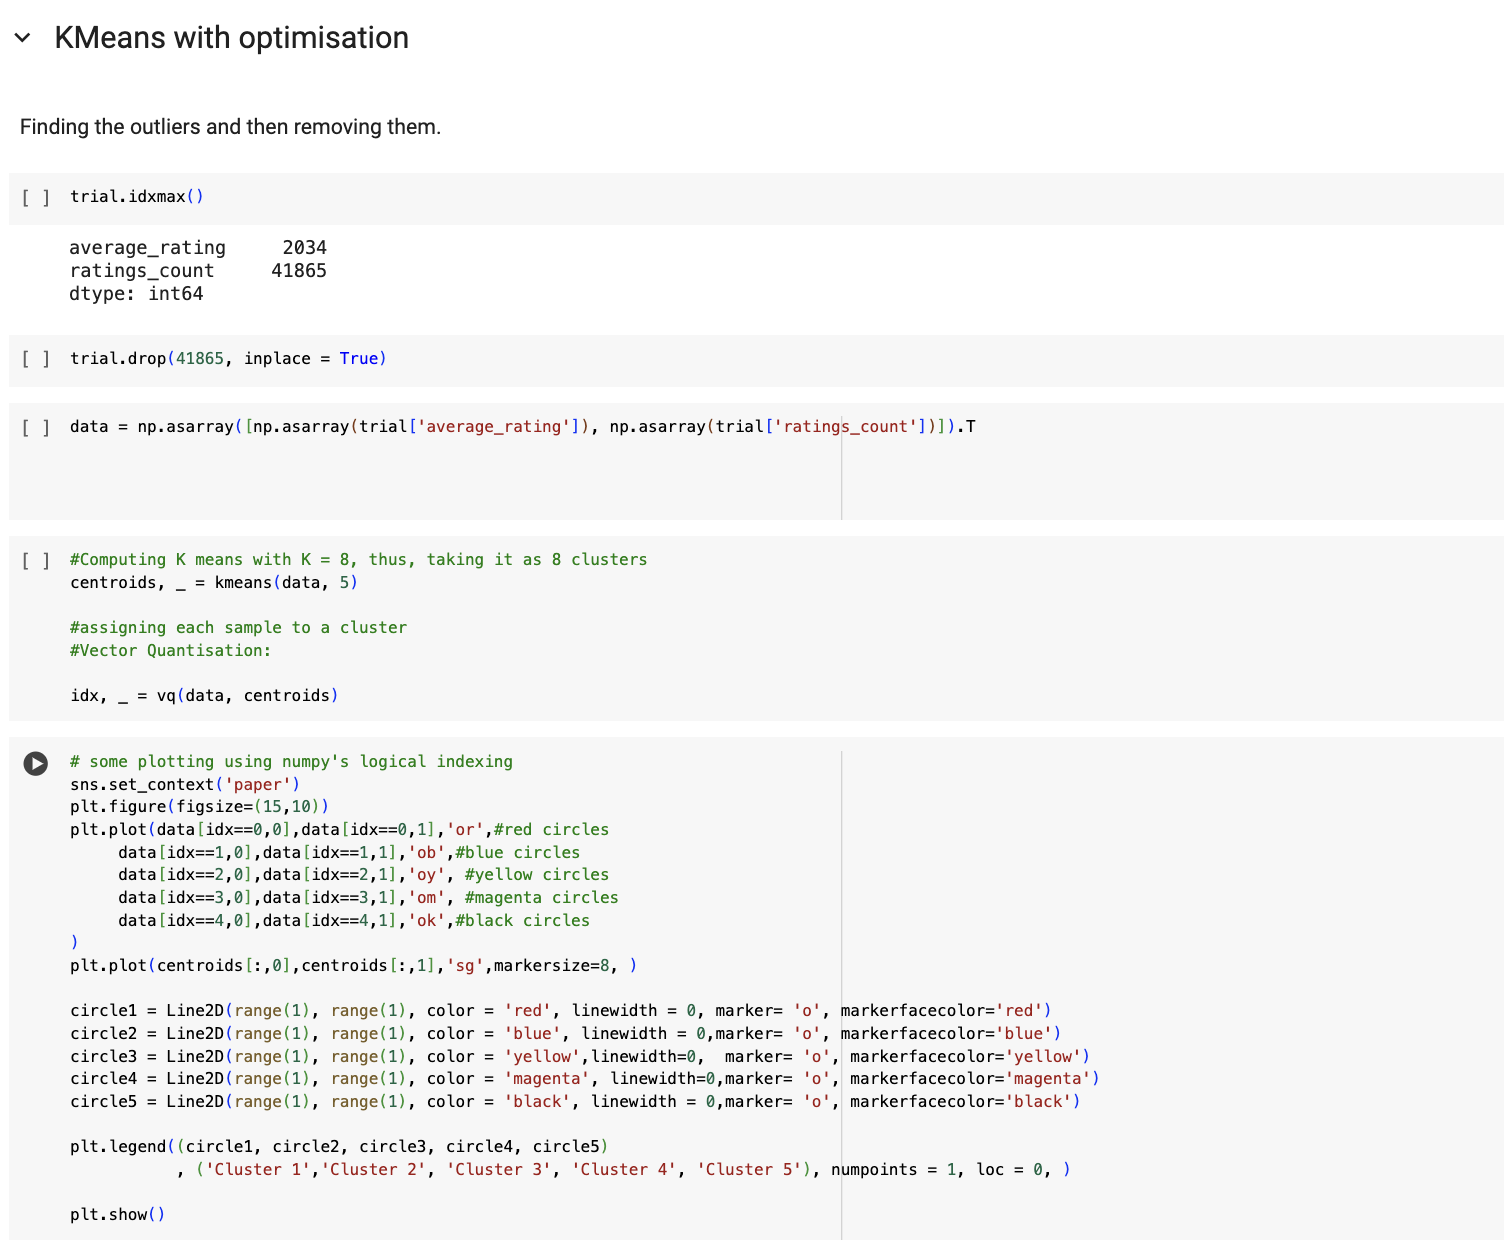 KMeans with optimisation
Finding the outliers and then removing them.
[ ] trial.idxmax()
average_rating     2034
ratings_count     41865
dtype: int64
[ ] trial.drop(41865, inplace = True)
[ ] data = np.asarray([np.asarray(trial['average_rating']), np.asarray(trial['ratings_count'])]).T
[ ] #Computing K means with K = 8, thus, taking it as 8 clusters
centroids, _ = kmeans(data, 5)
#assigning each sample to a cluster
#Vector Quantisation:
idx, _ = vq(data, centroids)
# some plotting using numpy's logical indexing
sns.set_context('paper')
plt.figure(figsize=(15,10))
plt.plot(data[idx==0,0],data[idx==0,1],'or',#red circles
     data[idx==1,0],data[idx==1,1],'ob',#blue circles
     data[idx==2,0],data[idx==2,1],'oy', #yellow circles
     data[idx==3,0],data[idx==3,1],'om', #magenta circles
     data[idx==4,0],data[idx==4,1],'ok',#black circles
)
plt.plot(centroids[:,0],centroids[:,1],'sg',markersize=8, )
circle1 = Line2D(range(1), range(1), color = 'red', linewidth = 0, marker= 'o', markerfacecolor='red')
circle2 = Line2D(range(1), range(1), color = 'blue', linewidth = 0,marker= 'o', markerfacecolor='blue')
circle3 = Line2D(range(1), range(1), color = 'yellow',linewidth=0,  marker= 'o', markerfacecolor='yellow')
circle4 = Line2D(range(1), range(1), color = 'magenta', linewidth=0,marker= 'o', markerfacecolor='magenta')
circle5 = Line2D(range(1), range(1), color = 'black', linewidth = 0,marker= 'o', markerfacecolor='black')
plt.legend((circle1, circle2, circle3, circle4, circle5)
           , ('Cluster 1','Cluster 2', 'Cluster 3', 'Cluster 4', 'Cluster 5'), numpoints = 1, loc = 0, )
plt.show()